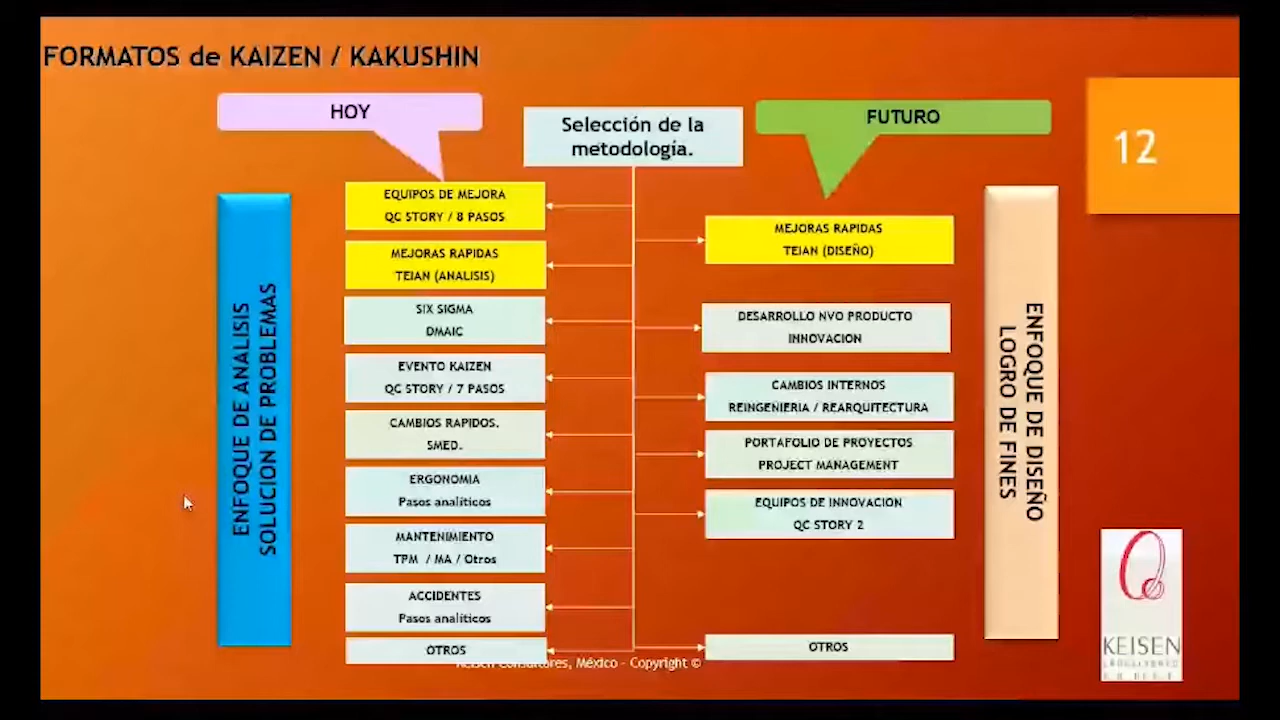 FORMATOS de KAIZEN / KAKUSHIN
HOY
Selección de la
metodología.
FUTURO
12
ENFOQUE DE ANALISIS
SOLUCION DE PROBLEMAS
EQUIPOS DE MEJORA
QC STORY / 8 PASOS
MEJORAS RAPIDAS
TEIAN (ANALISIS)
SIX SIGMA
DMAIC
EVENTO KAIZEN
QC STORY / 7 PASOS
CAMBIOS RAPIDOS.
SMED.
ERGONOMIA
Pasos analíticos
MANTENIMIENTO
TPM / MA / Otros
ACCIDENTES
Pasos analíticos
OTROS
MEJORAS RAPIDAS
TEIAN (DISEÑO)
DESARROLLO NVO PRODUCTO
INNOVACION
CAMBIOS INTERNOS
REINGENIERIA / REARQUITECTURA
PORTAFOLIO DE PROYECTOS
PROJECT MANAGEMENT
EQUIPOS DE INNOVACION
QC STORY 2
OTROS
ENFOQUE DE DISEÑO
LOGRO DE FINES
Keisen Consultores, México - Copyright ©
KEISEN